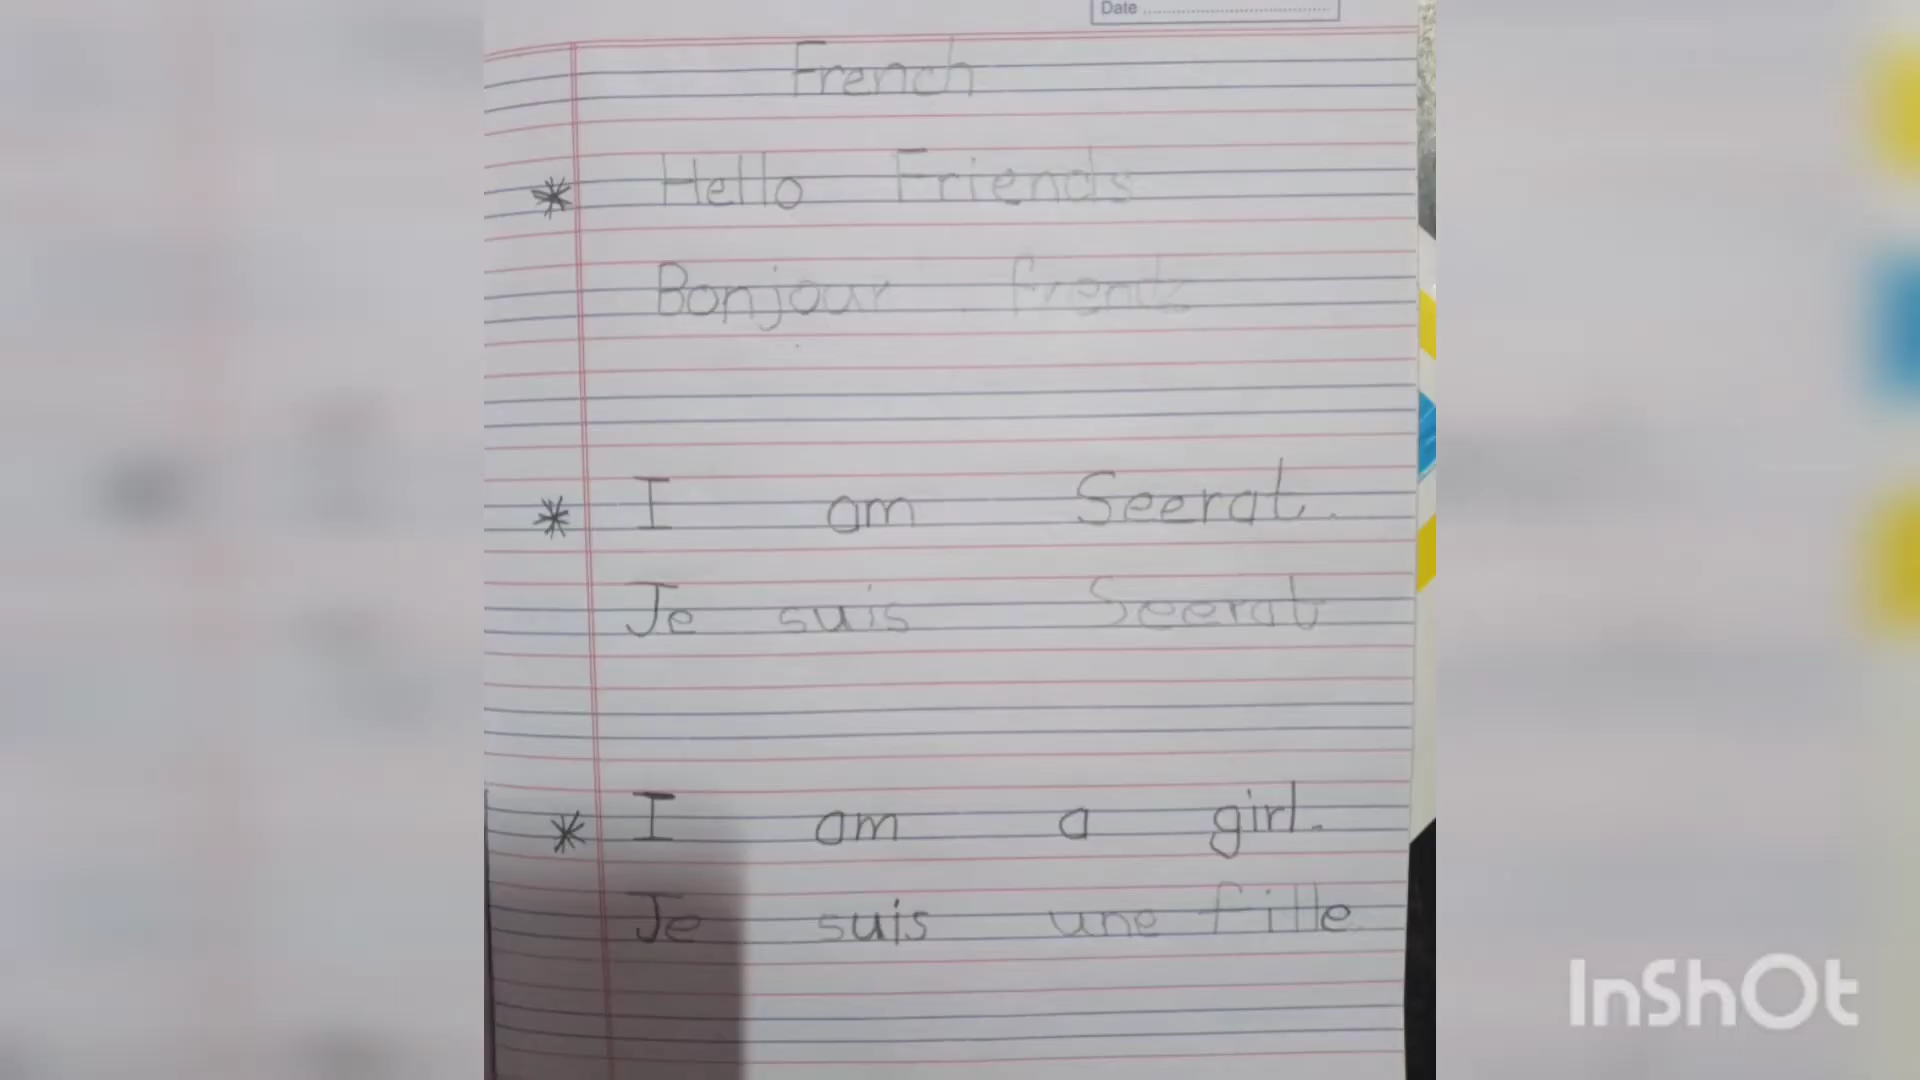 Date
French
* Hello Friends
Bonjour
* I am Seerat.
Je suis Seerat
* I am a girl.
Je suis une fille
InShOt